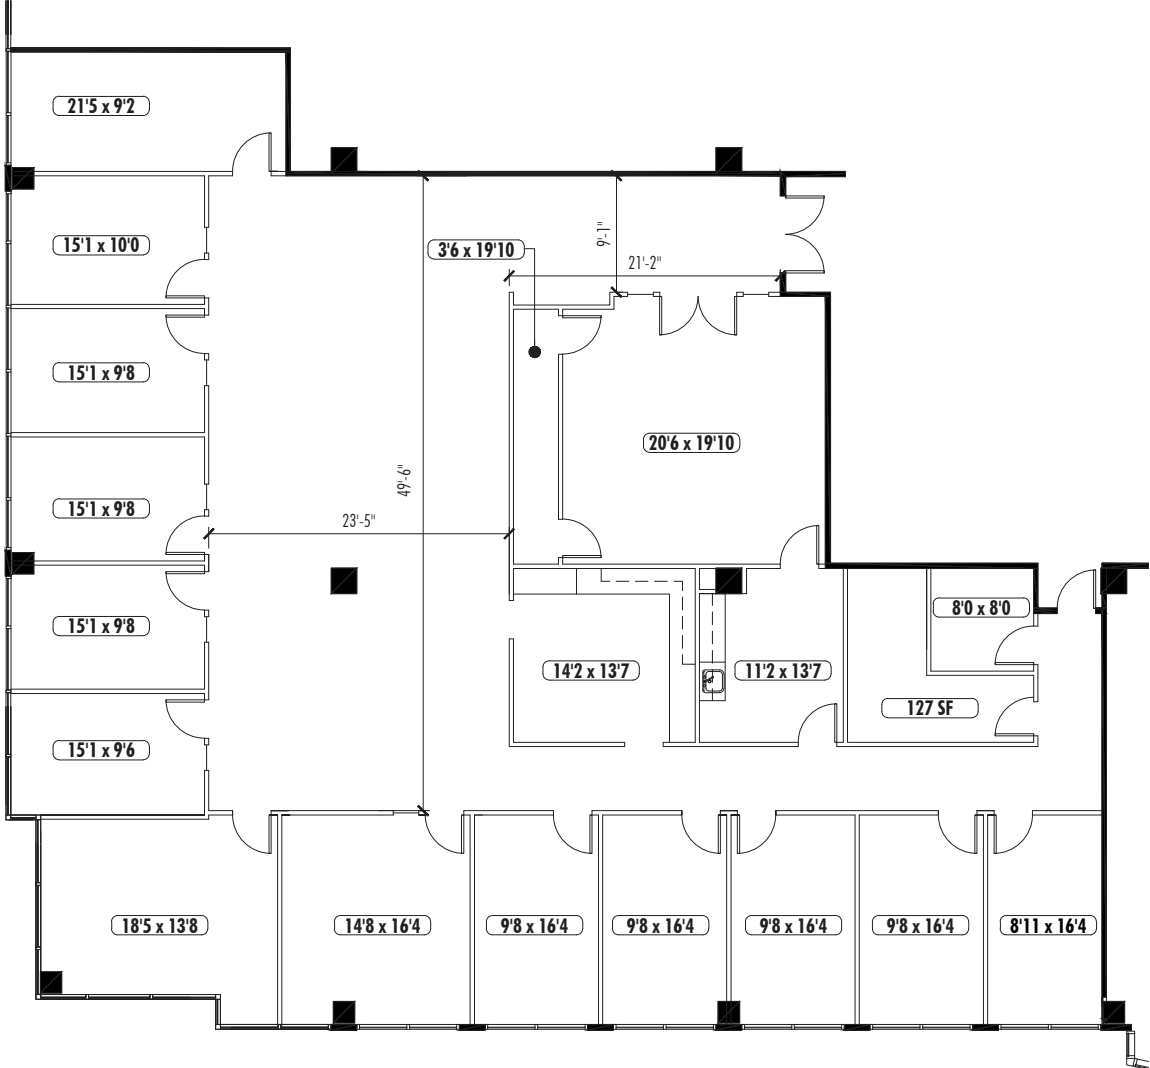 21'5 x 9'2
15'1 x 10'0
3'6 x 19'10
9'-1"
21'-2"
15'1 x 9'8
20'6 x 19'10
49'-6"
15'1 x 9'8
23'-5"
8'0 x 8'0
15'1 x 9'8
14'2 x 13'7
11'2 x 13'7
127 SF
15'1 x 9'6
18'5 x 13'8
14'8 x 16'4
9'8 x 16'4
9'8 x 16'4
9'8 x 16'4
9'8 x 16'4
8'11 x 16'4